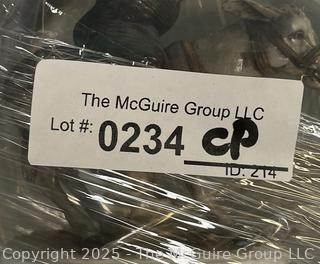 The McGuire Group LLC
Lot #: 0234 CP
ID: 214
Copyright 2025 - The McGuire Group LLC